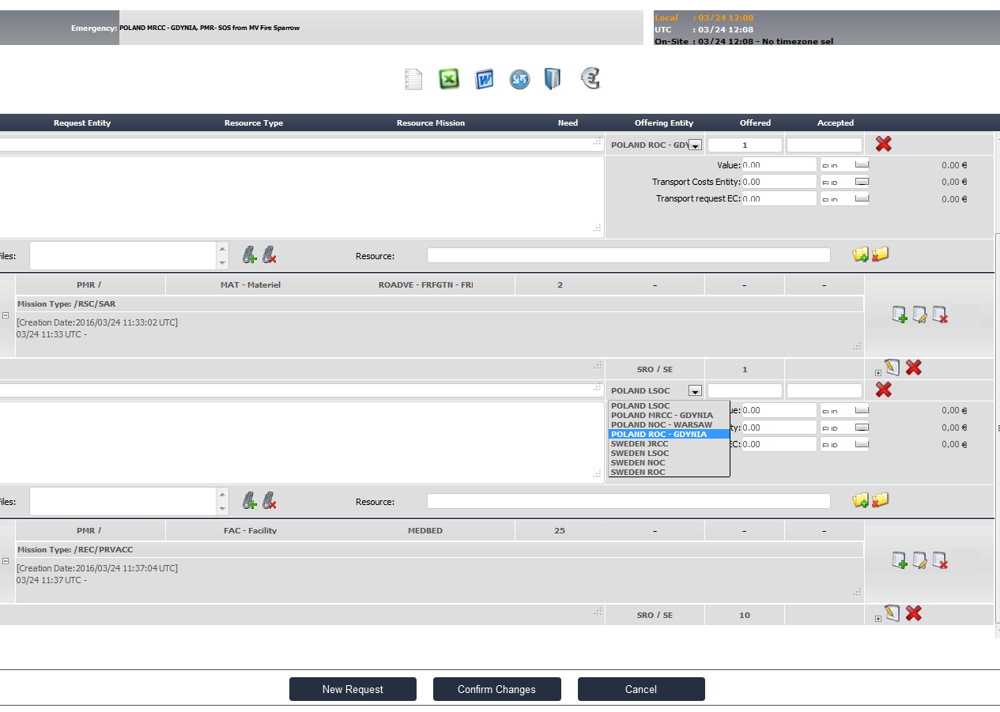 Emergency: POLAND MRCC - GDYNIA, PMR- SOS from MV Fire Sparrow
Local : 03/24 12:08
UTC : 03/24 12:08
On-Site : 03/24 12:08 - No timezone sel
Request Entity Resource Type Resource Mission Need Offering Entity Offered Accepted
POLAND ROC - GDY 1
Value: 0.00 EUR 0.00 €
Transport Costs Entity: 0.00 EUR 0,00 €
Transport request EC: 0.00 EUR 0.00 €
iles: Resource:
PMR / MAT - Materiel ROADVE - FRFGTN - FRI 2 - - -
Mission Type: /RSC/SAR
[Creation Date:2016/03/24 11:33:02 UTC]
03/24 11:33 UTC -
SRO / SE 1
POLAND LSOC
POLAND LSOC
POLAND MRCC - GDYNIA
POLAND NOC - WARSAW
POLAND ROC - GDYNIA
SWEDEN JRCC
SWEDEN LSOC
SWEDEN NOC
SWEDEN ROC
ue: 0.00 EUR 0,00 €
ty: 0.00 EUR 0,00 €
EC: 0.00 EUR 0,00 €
iles: Resource:
PMR / FAC - Facility MEDBED 25 - - -
Mission Type: /REC/PRVACC
[Creation Date:2016/03/24 11:37:04 UTC]
03/24 11:37 UTC -
SRO / SE 10
New Request Confirm Changes Cancel